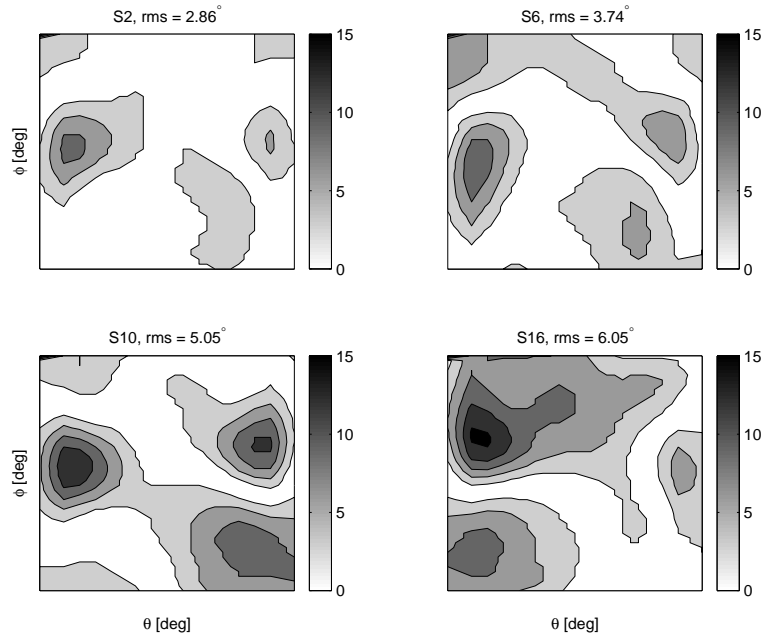 S2, rms = 2.86°
15
10
5
0
φ [deg]
S6, rms = 3.74°
15
10
5
0
S10, rms = 5.05°
15
10
5
0
φ [deg]
θ [deg]
S16, rms = 6.05°
15
10
5
0
θ [deg]